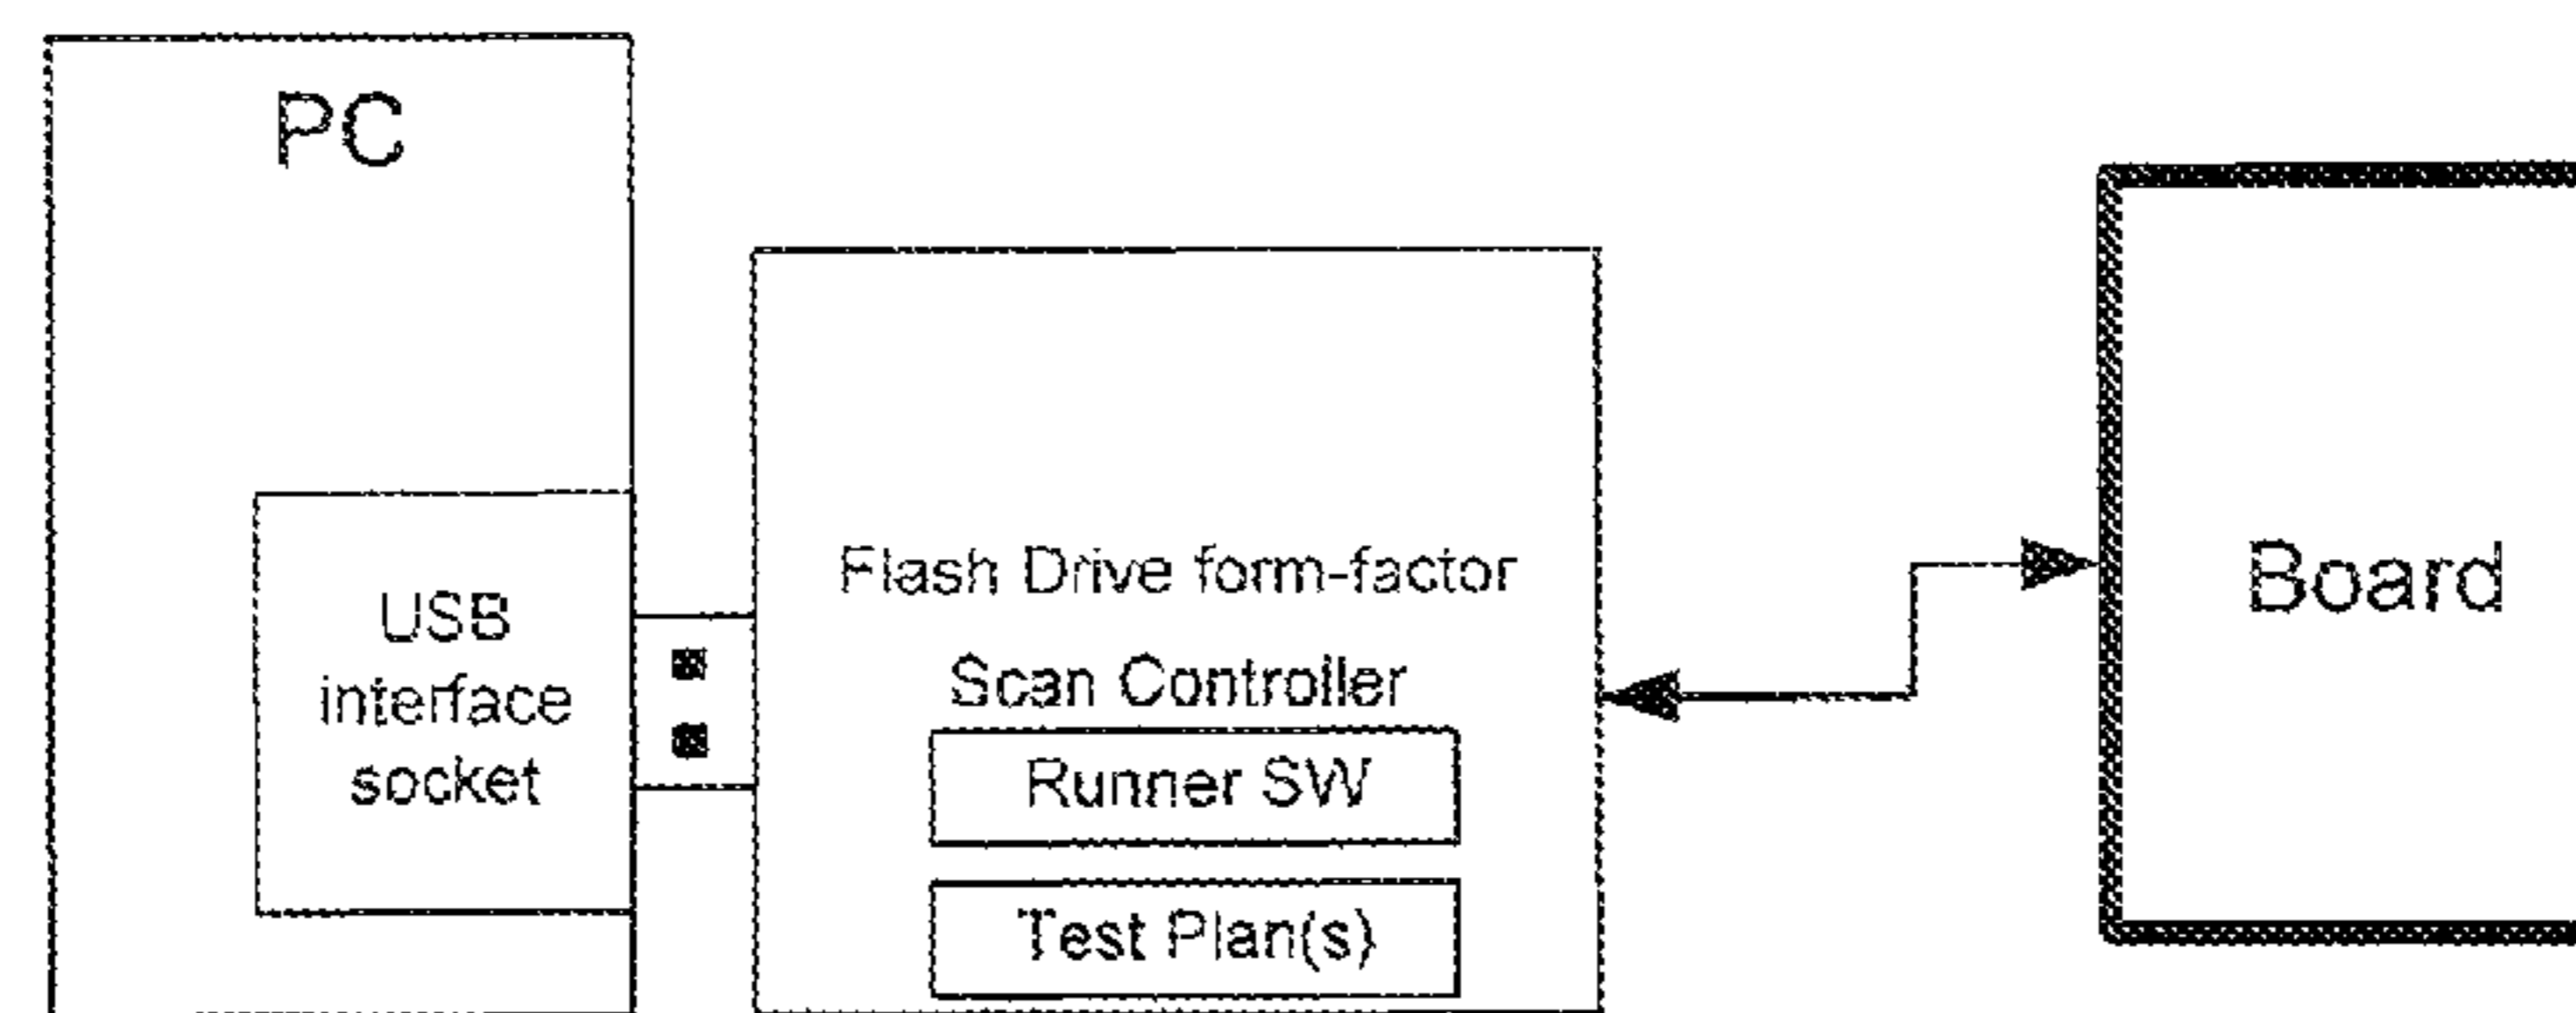 PC
USB
interface
socket
Flash Drive form-factor
Scan Controller
Runner SW
Test Plan(s)
Board